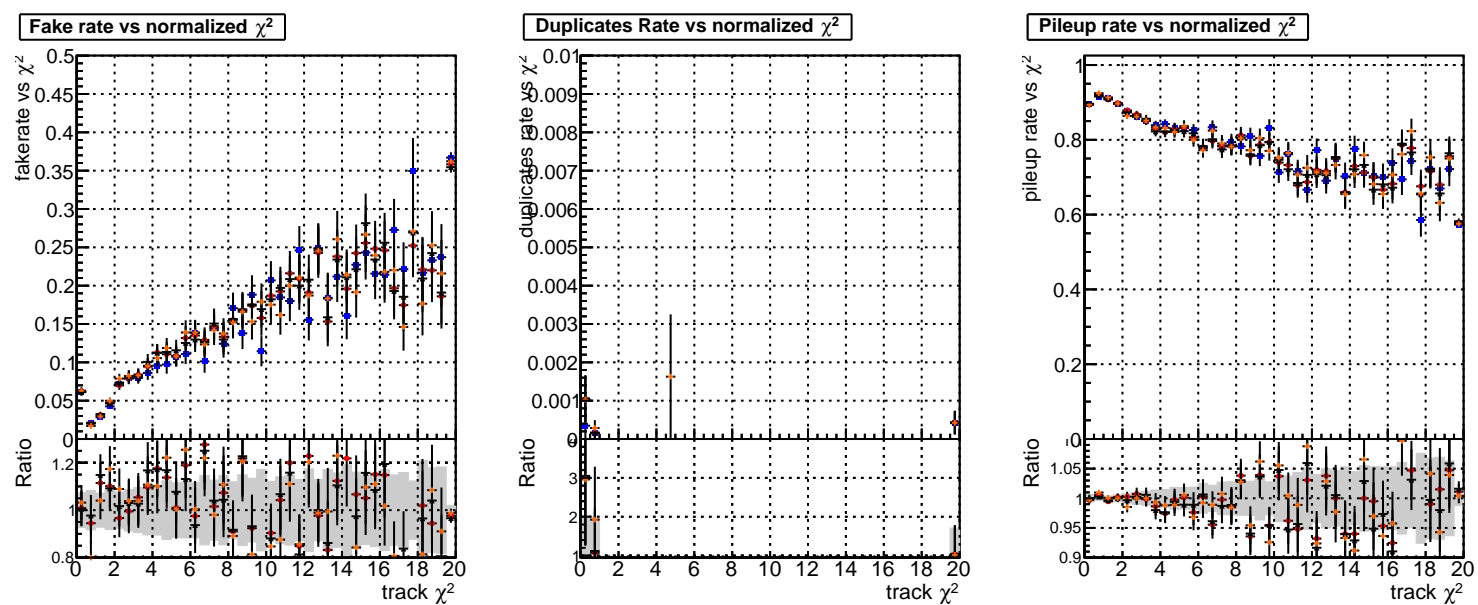 Fake rate vs normalized χ²
fakerate vs χ²
0.5
0.45
0.4
0.35
0.3
0.25
0.2
0.15
0.1
0.05
0
Ratio
1.2
1
0.8
0 2 4 6 8 10 12 14 16 18 20
track χ²
Duplicates Rate vs normalized χ²
duplicates rate vs χ²
0.01
0.009
0.008
0.007
0.006
0.005
0.004
0.003
0.002
0.001
0
Ratio
3
2
1
0 2 4 6 8 10 12 14 16 18 20
track χ²
Pileup rate vs normalized χ²
pileup rate vs χ²
1
0.8
0.6
0.4
0.2
0
Ratio
1.05
1
0.95
0.9
0 2 4 6 8 10 12 14 16 18 20
track χ²